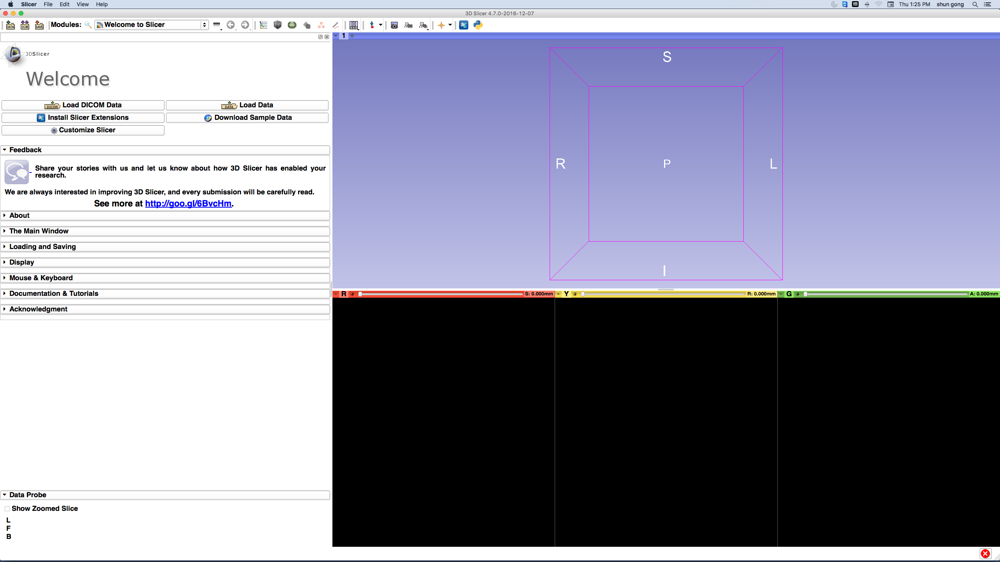 Slicer File Edit View Help Thu 1:25 PM shun gong
3D Slicer 4.7.0-2016-12-07
DATA DCM SAVE Modules: Welcome to Slicer
1
3DSlicer
Welcome
DICOM Load DICOM Data DATA Load Data
Install Slicer Extensions Download Sample Data
Customize Slicer
Feedback
Share your stories with us and let us know about how 3D Slicer has enabled your
research.
We are always interested in improving 3D Slicer, and every submission will be carefully read.
See more at http://goo.gl/6BvcHm.
About
The Main Window
Loading and Saving
Display
Mouse & Keyboard
Documentation & Tutorials
Acknowledgment
Data Probe
Show Zoomed Slice
L
F
B
S
R P L
I
R S: 0.000mm Y R: 0.000mm G A: 0.000mm